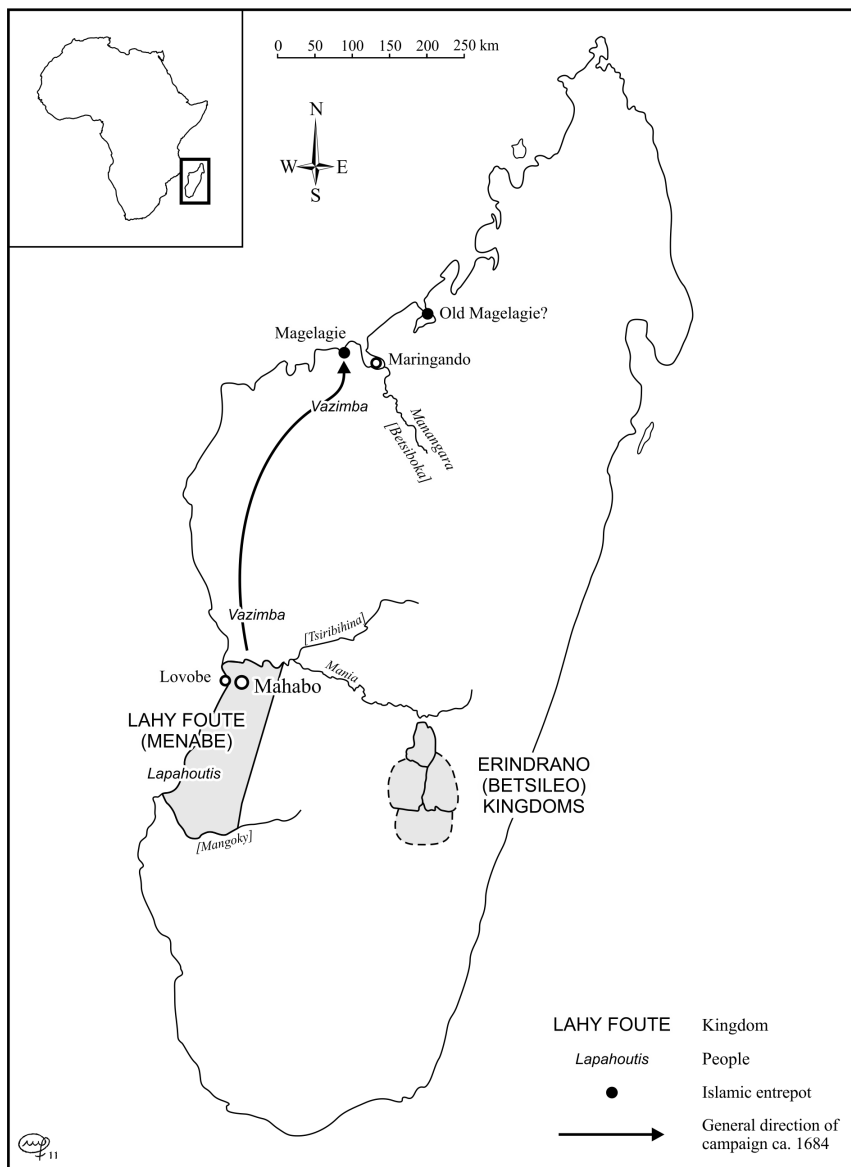 0 50 100 150 200 250 km
N
W E
S
Old Magelagie?
Magelagie
Maringando
Vazimba
Manangara
[Betsiboka]
Vazimba
[Tsiribihina]
Mania
Lovobe
Mahabo
LAHY FOUTE
(MENABE)
Lapahoutis
ERINDRANO
(BETSILEO)
KINGDOMS
[Mangoky]
LAHY FOUTE Kingdom
Lapahoutis People
Islamic entrepot
General direction of
campaign ca. 1684
11